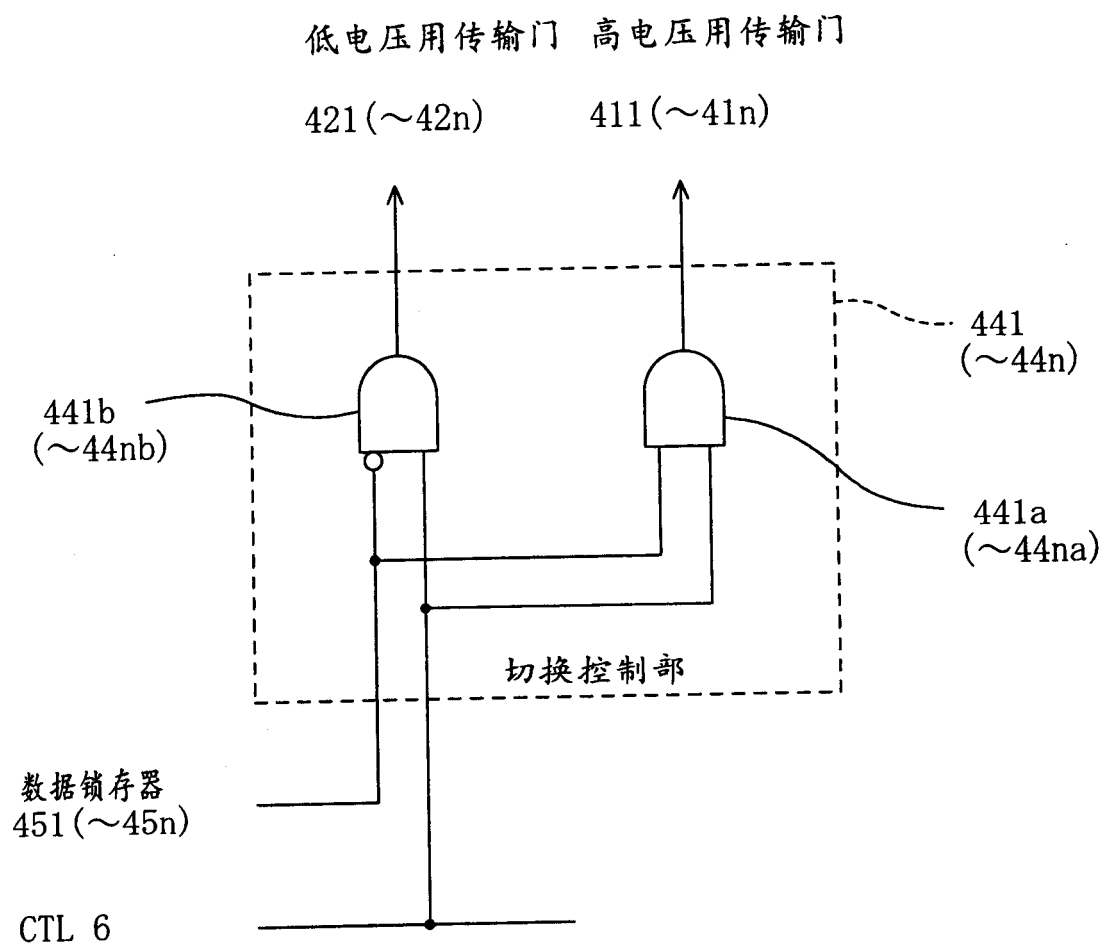 低电压用传输门 高电压用传输门
421(～42n) 411(～41n)
441
(～44n)
441b
(～44nb)
441a
(～44na)
切换控制部
数据锁存器
451(～45n)
CTL 6